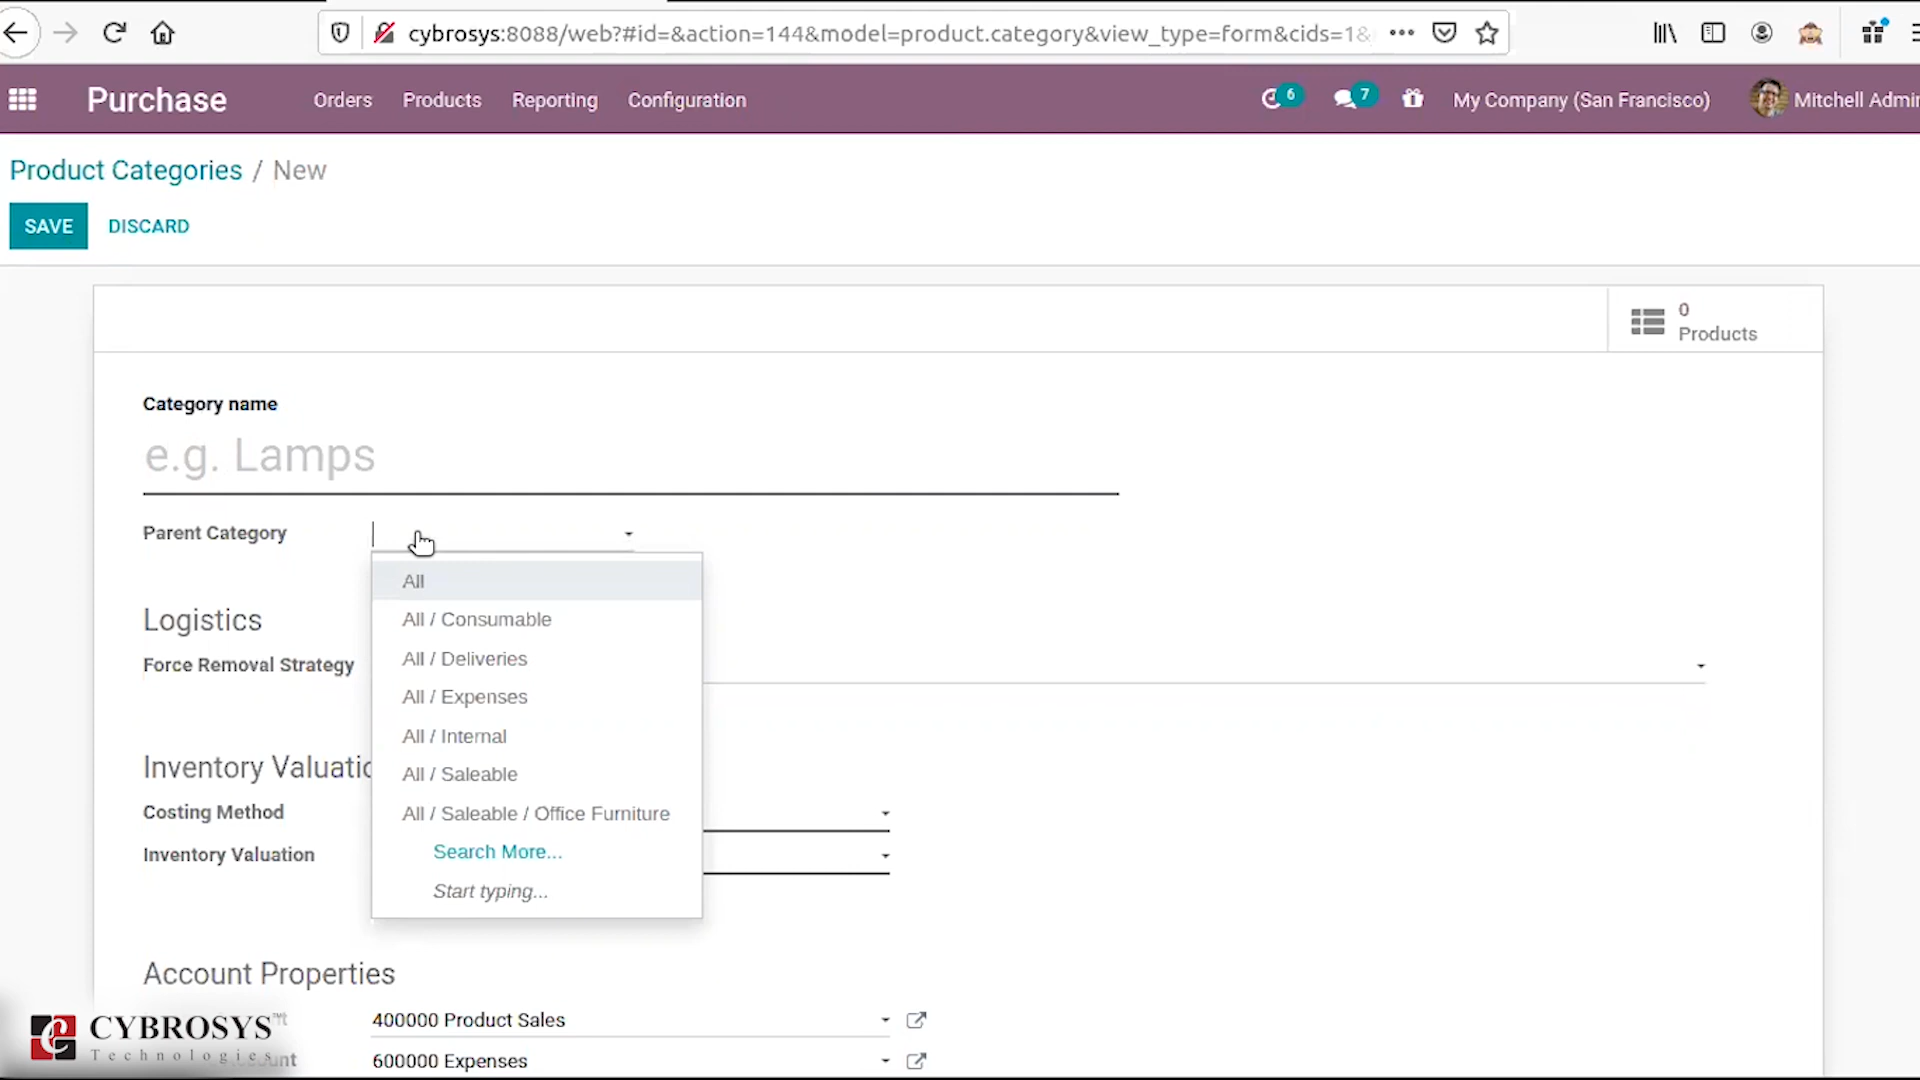 cybrosys:8088/web?#id=&action=144&model=product.category&view_type=form&cids=1&
Purchase Orders Products Reporting Configuration 6 7 My Company (San Francisco) Mitchell Admin
Product Categories / New
SAVE DISCARD
0
Products
Category name
e.g. Lamps
Parent Category
All
All / Consumable
Logistics
All / Deliveries
Force Removal Strategy
All / Expenses
All / Internal
Inventory Valuatio
All / Saleable
Costing Method
All / Saleable / Office Furniture
Inventory Valuation
Search More...
Start typing...
Account Properties
400000 Product Sales
600000 Expenses
CYBROSYS™
Technologies